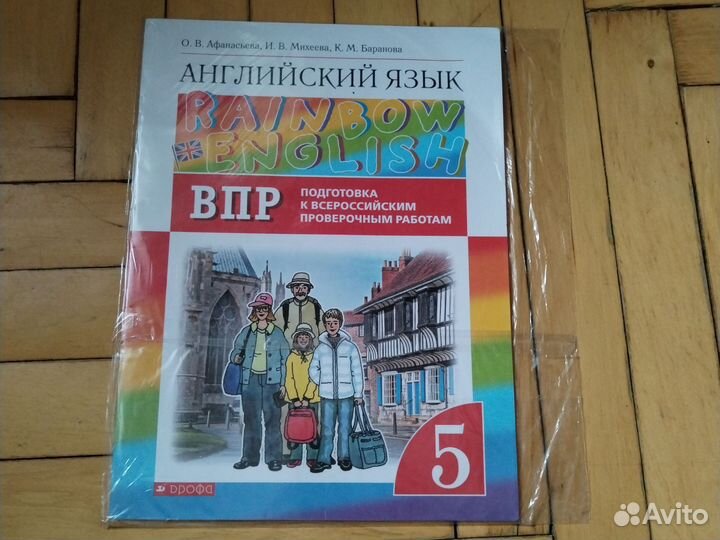 О. В. Афанасьева, И. В. Михеева, К. М. Баранова
АНГЛИЙСКИЙ ЯЗЫК
RAINBOW
ENGLISH
ВПР
ПОДГОТОВКА
К ВСЕРОССИЙСКИМ
ПРОВЕРОЧНЫМ РАБОТАМ
5
ДРОФА
Avito